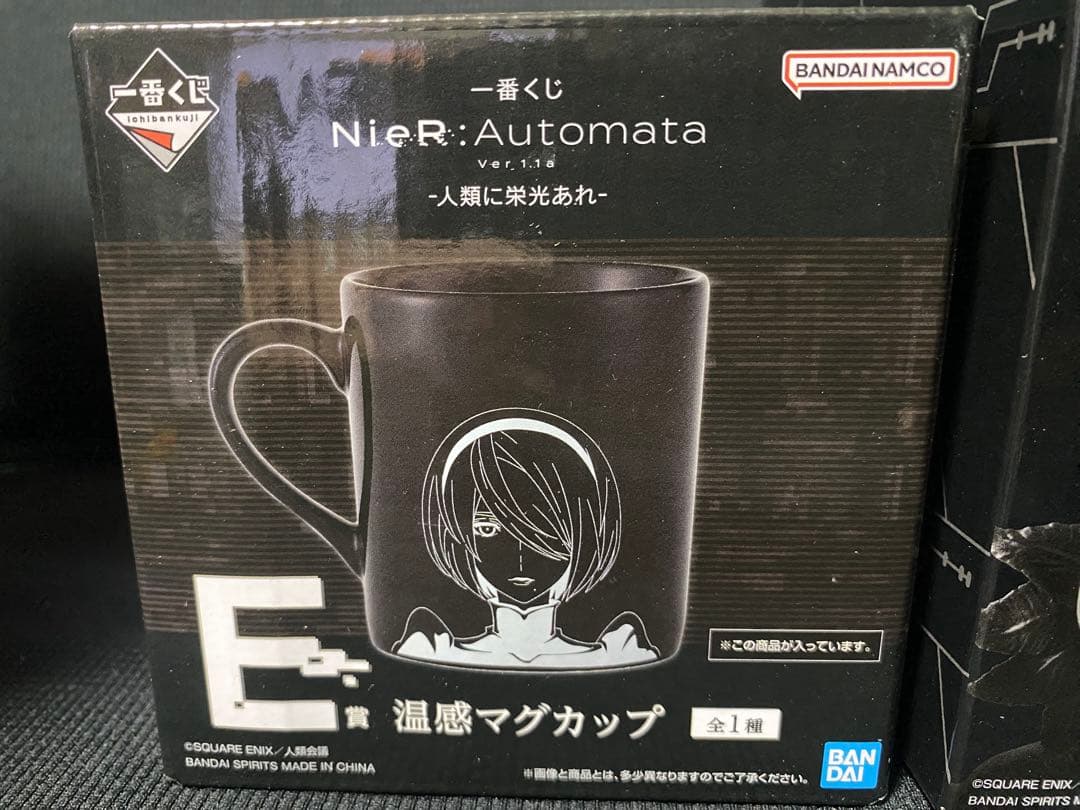 一番くじ
ichibankuji
BANDAI NAMCO
一番くじ
NieR:Automata
Ver1.1a
-人類に栄光あれ-
※この商品が入っています。
E賞 温感マグカップ 全1種
©SQUARE ENIX/人類会議
BANDAI SPIRITS MADE IN CHINA
※画像と商品とは、多少異なりますのでご了承ください。
BAN
DAI
©SQUARE ENIX/
BANDAI SPIRITS